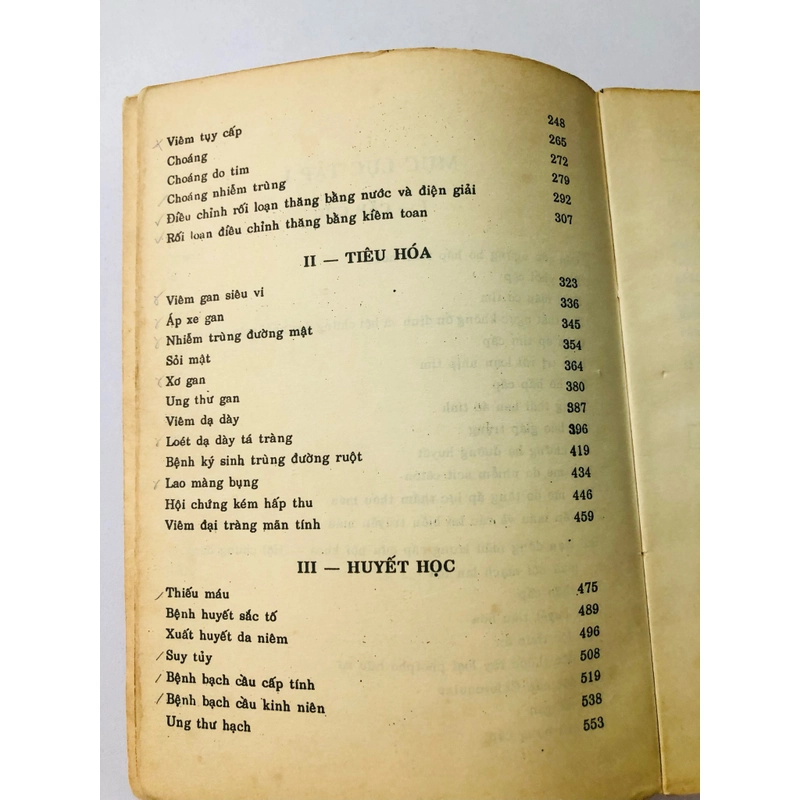 Viêm tụy cấp 248
Choáng 265
Choáng do tim 272
Choáng nhiễm trùng 279
Điều chỉnh rối loạn thăng bằng nước và điện giải 292
Rối loạn điều chỉnh thăng bằng kiềm toan 307
II — TIÊU HÓA
Viêm gan siêu vi 323
Áp xe gan 336
Nhiễm trùng đường mật 345
Sỏi mật 354
Xơ gan 364
Ung thư gan 380
Viêm dạ dày 387
Loét dạ dày tá tràng 396
Bệnh ký sinh trùng đường ruột 419
Lao màng bụng 434
Hội chứng kém hấp thu 446
Viêm đại tràng mãn tính 459
III — HUYẾT HỌC
Thiếu máu 475
Bệnh huyết sắc tố 489
Xuất huyết da niêm 496
Suy tủy 508
Bệnh bạch cầu cấp tính 519
Bệnh bạch cầu kinh niên 538
Ung thư hạch 553